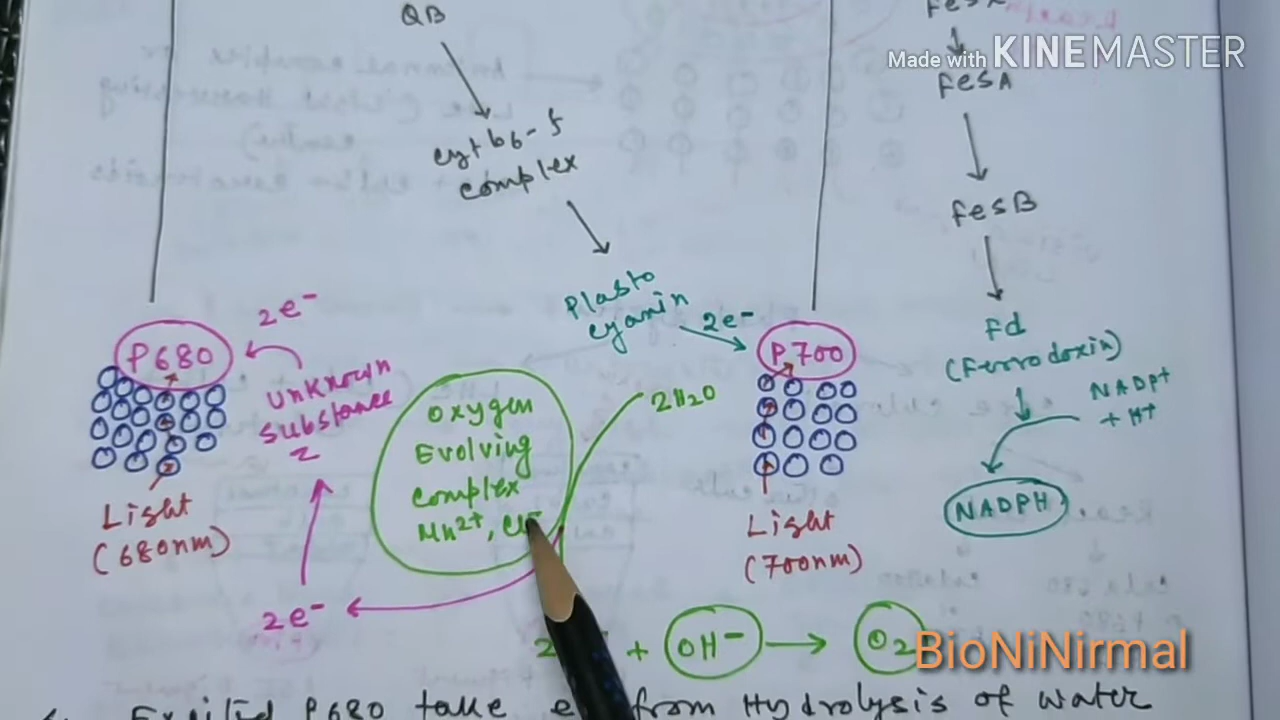 QB
FesA
Made with KINEMASTER
cyt b6-f
complex
FesB
Plasto
cyanin
2e-
2e-
P680
P700
Fd
(Ferrodoxin)
NADP+
+ H+
NADPH
Unknown
substance
Z
Oxygen
Evolving
complex
Mn2+, Cl-
2H2O
Light
(680nm)
Light
(700nm)
2e-
+ OH- → O2
BioNiNirmal
P680 take e from Hydrolysis of water